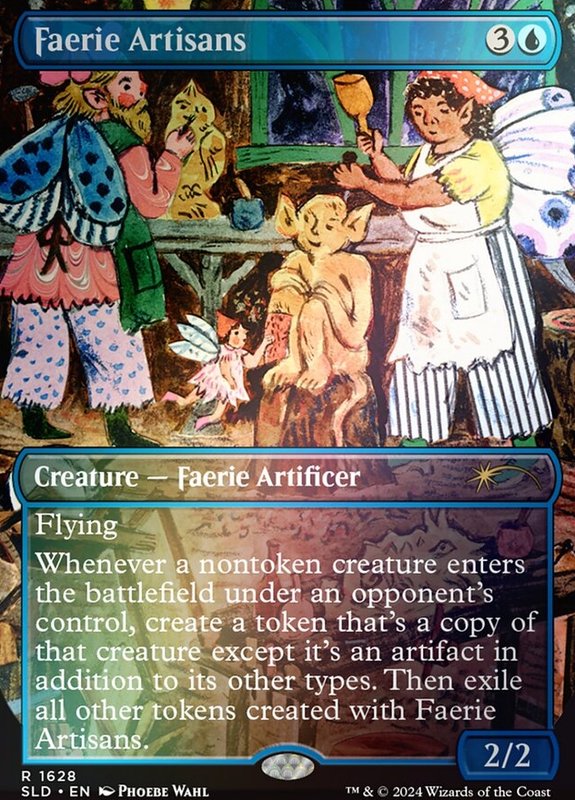 Faerie Artisans 3
Creature — Faerie Artificer
Flying
Whenever a nontoken creature enters
the battlefield under an opponent's
control, create a token that's a copy of
that creature except it's an artifact in
addition to its other types. Then exile
all other tokens created with Faerie
Artisans.
2/2
R 1628
SLD • EN Phoebe Wahl
™ & © 2024 Wizards of the Coast